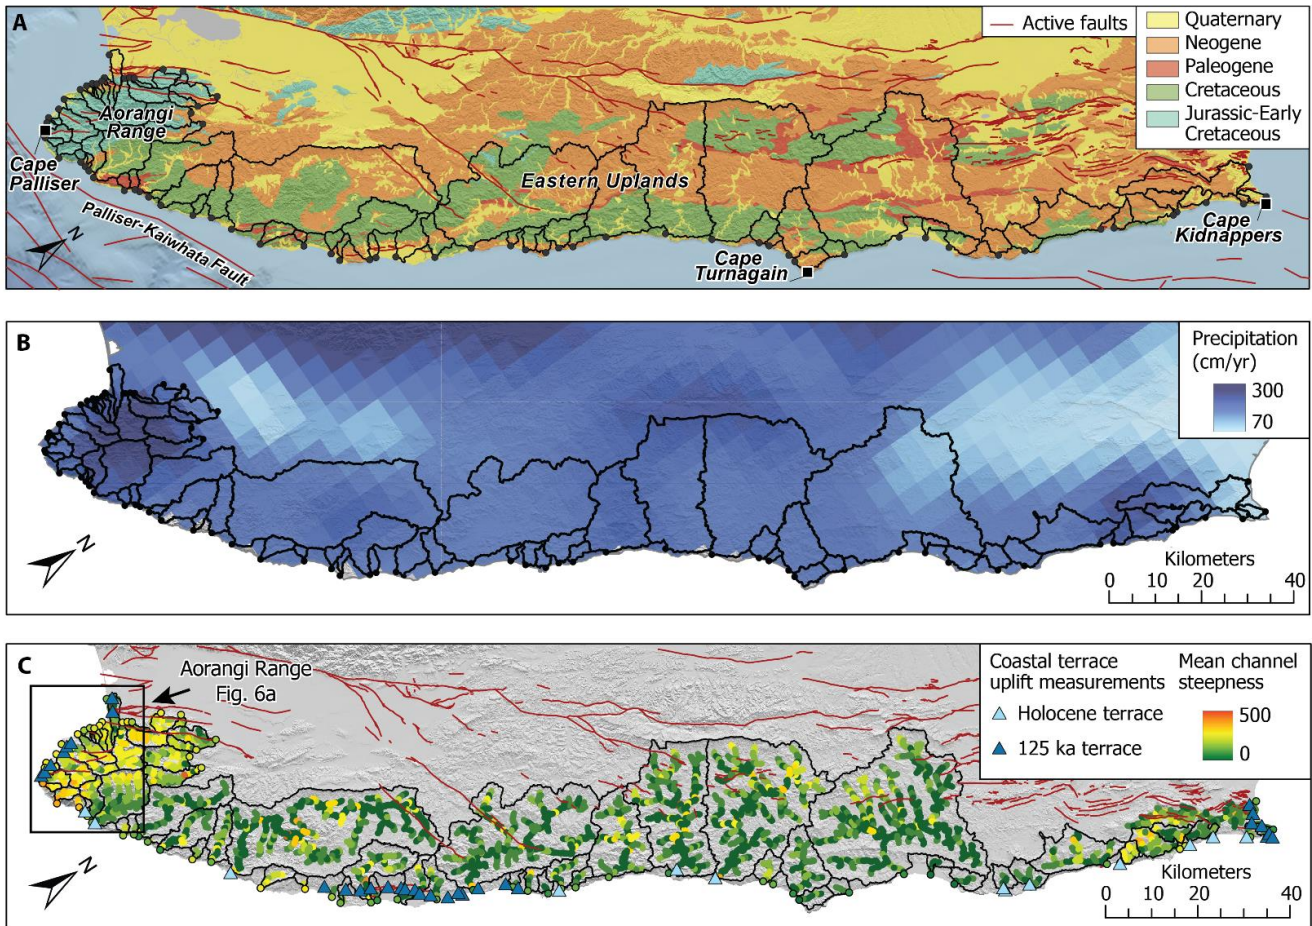 A
Active faults
Quaternary
Neogene
Paleogene
Cretaceous
Jurassic-Early
Cretaceous
Aorangi
Range
Cape
Palliser
Palliser-Kaiwhata Fault
N
Eastern Uplands
Cape
Turnagain
Cape
Kidnappers
B
Precipitation
(cm/yr)
300
70
N
Kilometers
0 10 20 40
C
Aorangi Range
Fig. 6a
Coastal terrace
uplift measurements
Holocene terrace
125 ka terrace
Mean channel
steepness
500
0
N
Kilometers
0 10 20 40